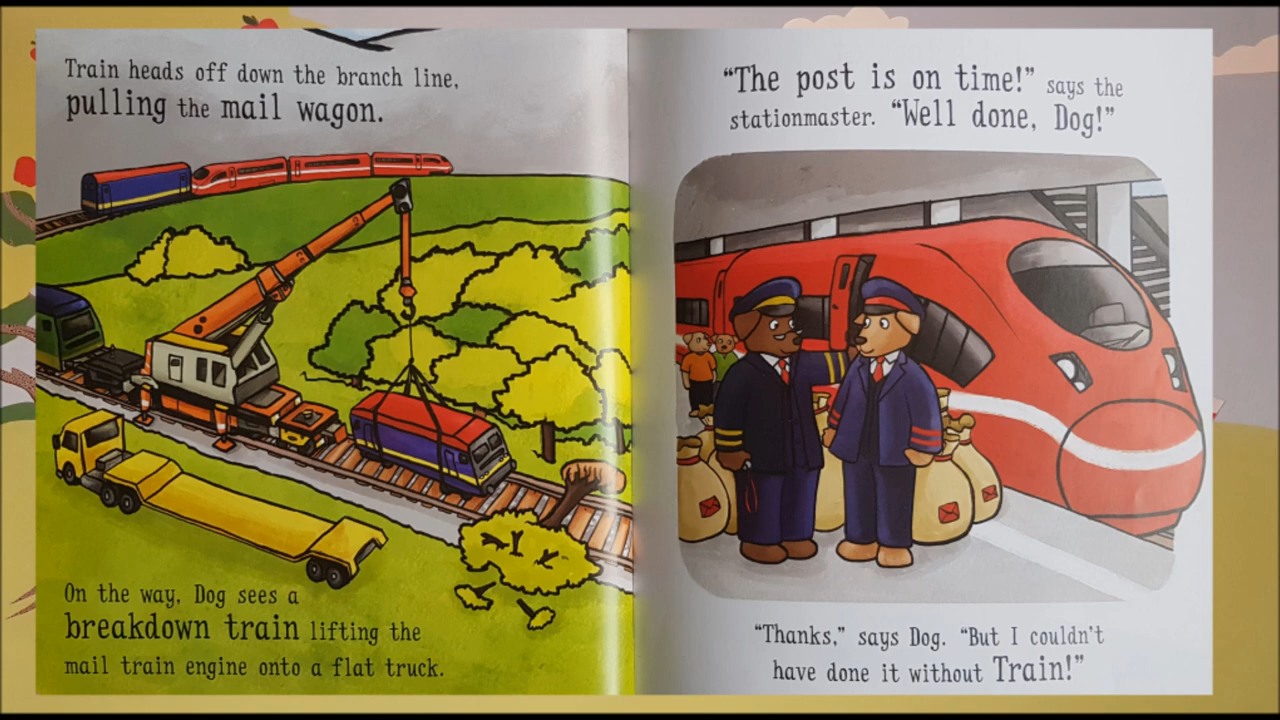 Train heads off down the branch line,
pulling the mail wagon.
On the way, Dog sees a
breakdown train lifting the
mail train engine onto a flat truck.
“The post is on time!” says the
stationmaster. “Well done, Dog!”
“Thanks,” says Dog. “But I couldn’t
have done it without Train!”